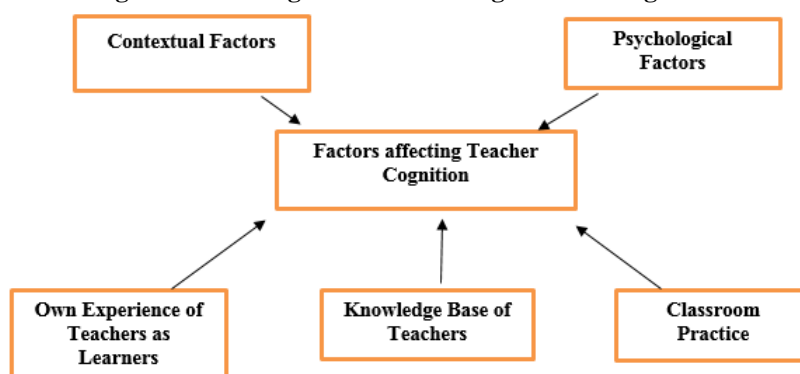 Contextual Factors
Psychological
Factors
Factors affecting Teacher
Cognition
Own Experience of
Teachers as
Learners
Knowledge Base of
Teachers
Classroom
Practice